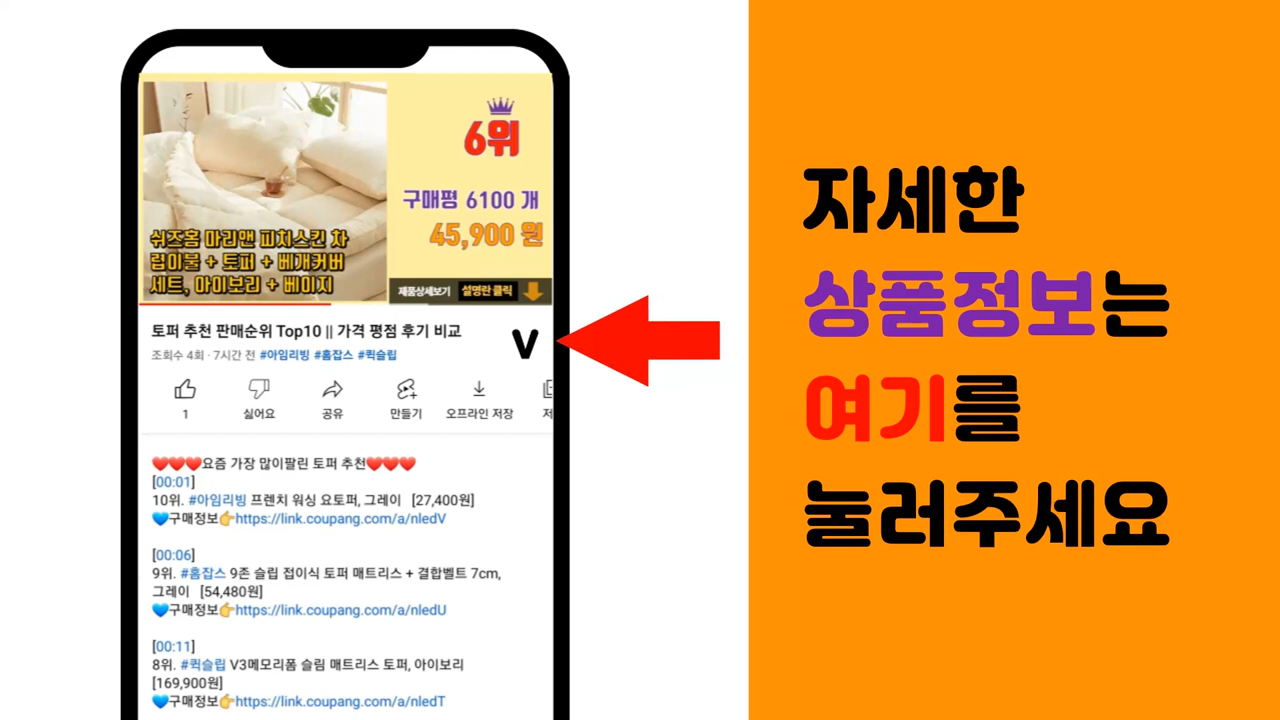 6위
구매평 6100 개
45,900 원
쉬즈홈 마리앤 피치스킨 차
렵이불 + 토퍼 + 베개커버
세트, 아이보리 + 베이지
제품상세보기 설명란 클릭
토퍼 추천 판매순위 Top10 || 가격 평점 후기 비교
V
조회수 4회 · 7시간 전 #아임리빙 #홈잡스 #퀵슬립
1 싫어요 공유 만들기 오프라인 저장 저
❤️❤️❤️요즘 가장 많이팔린 토퍼 추천❤️❤️❤️
[00:01]
10위. #아임리빙 프렌치 워싱 요토퍼, 그레이 [27,400원]
💙구매정보👉https://link.coupang.com/a/nledV
[00:06]
9위. #홈잡스 9존 슬립 접이식 토퍼 매트리스 + 결합벨트 7cm,
그레이 [54,480원]
💙구매정보👉https://link.coupang.com/a/nledU
[00:11]
8위. #퀵슬립 V3메모리폼 슬림 매트리스 토퍼, 아이보리
[169,900원]
💙구매정보👉https://link.coupang.com/a/nledT
자세한
상품정보는
여기를
눌러주세요